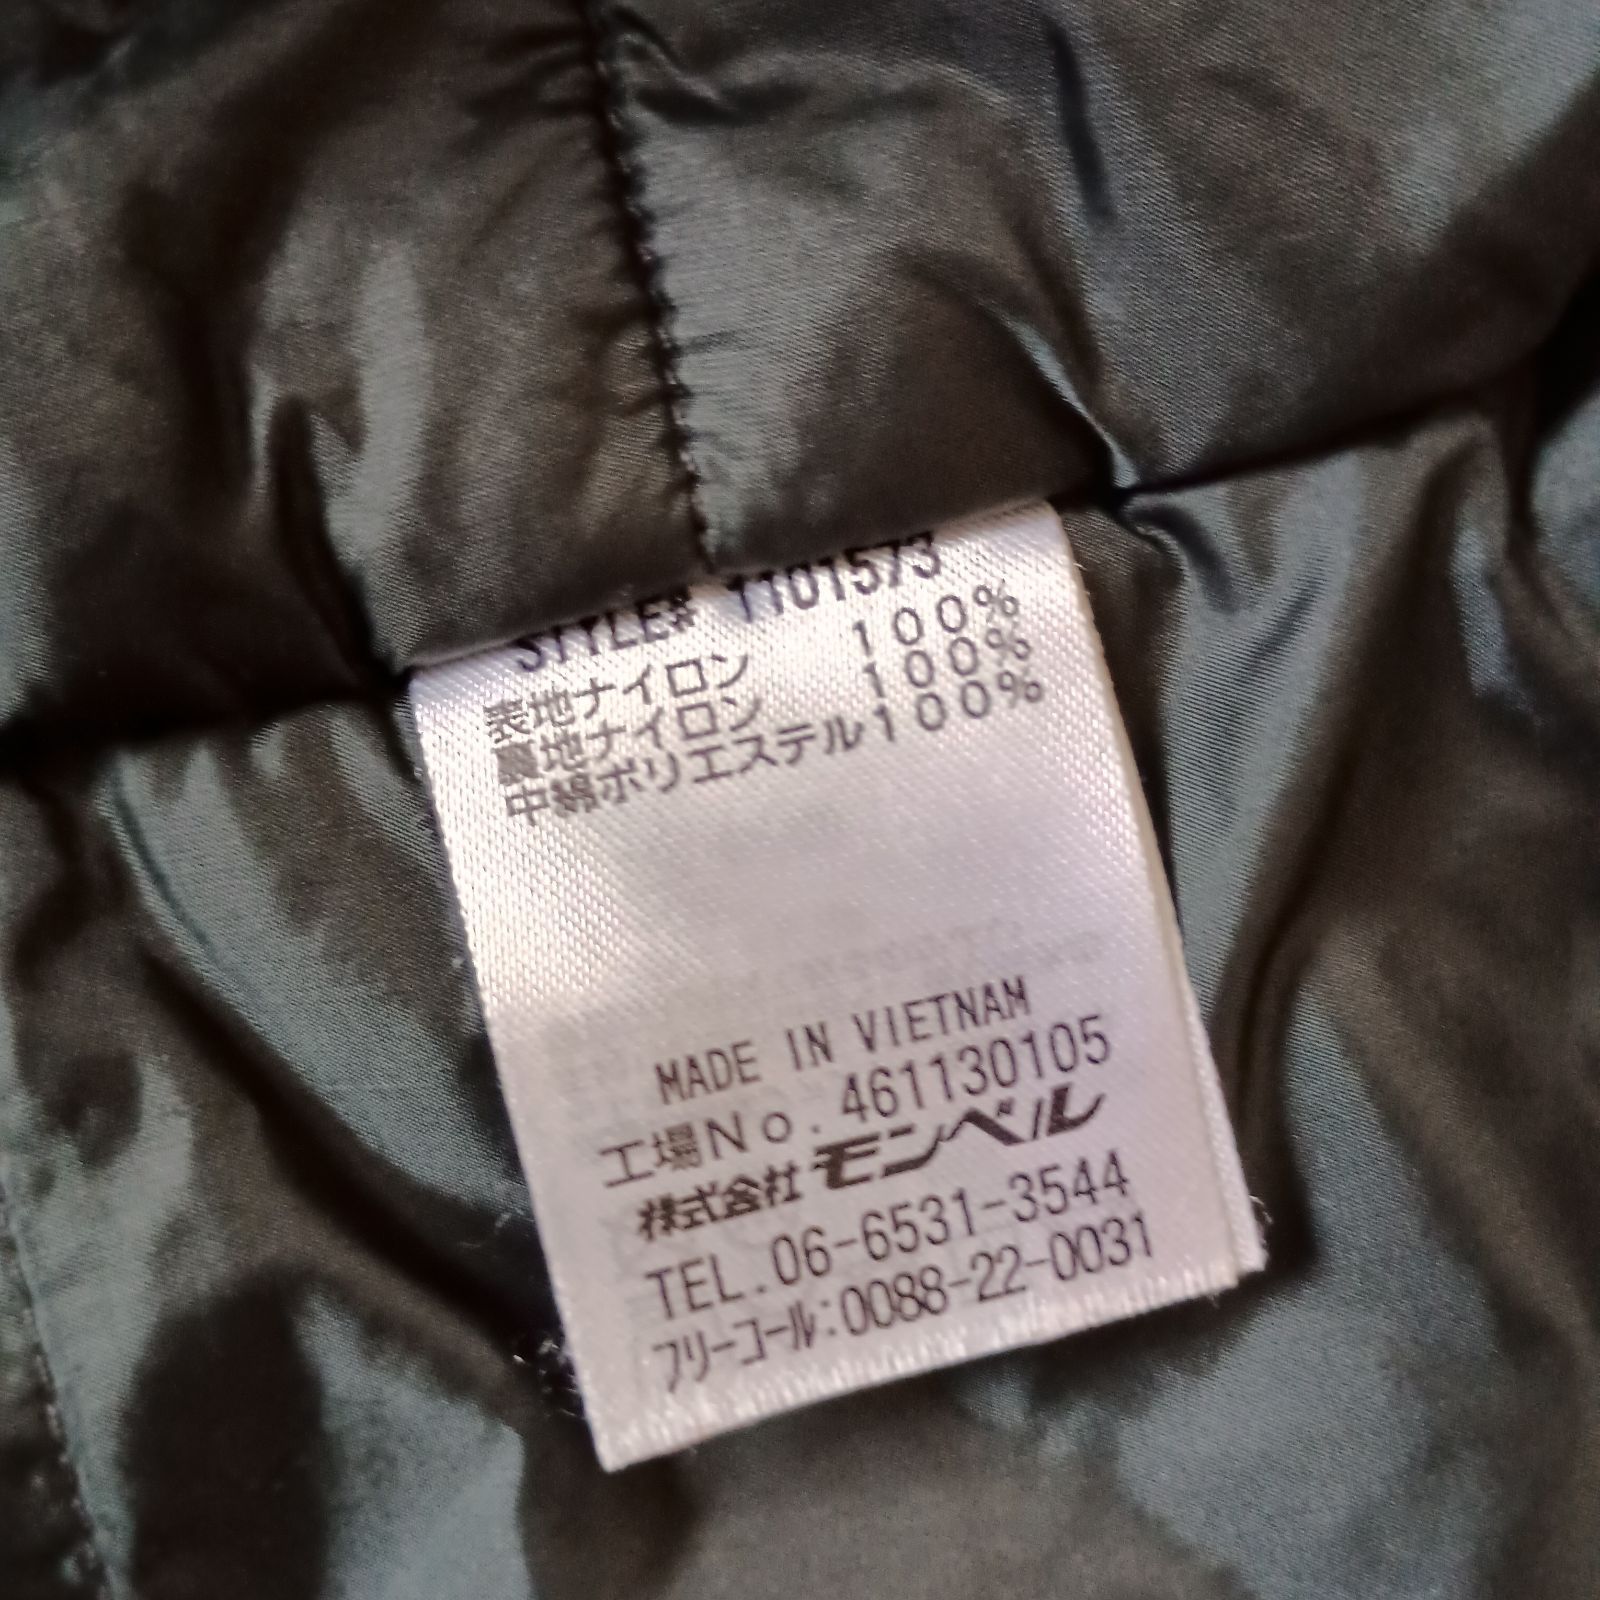 STYLE# 1101573
表地ナイロン 100%
裏地ナイロン 100%
中綿ポリエステル100%
MADE IN VIETNAM
工場No.461130105
株式会社モンベル
TEL.06-6531-3544
フリーコール:0088-22-0031